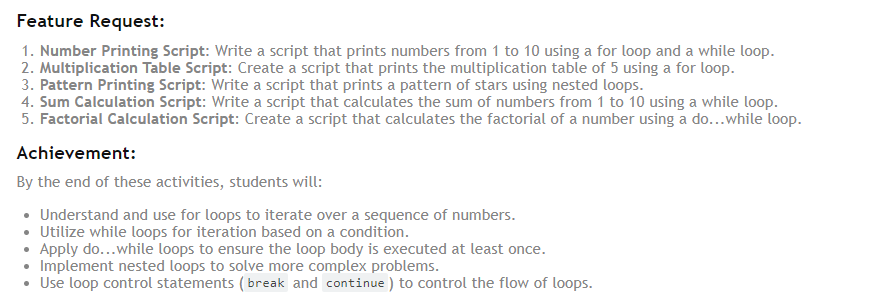 Feature Request:
1. Number Printing Script: Write a script that prints numbers from 1 to 10 using a for loop and a while loop.
2. Multiplication Table Script: Create a script that prints the multiplication table of 5 using a for loop.
3. Pattern Printing Script: Write a script that prints a pattern of stars using nested loops.
4. Sum Calculation Script: Write a script that calculates the sum of numbers from 1 to 10 using a while loop.
5. Factorial Calculation Script: Create a script that calculates the factorial of a number using a do...while loop.
Achievement:
By the end of these activities, students will:
• Understand and use for loops to iterate over a sequence of numbers.
• Utilize while loops for iteration based on a condition.
• Apply do...while loops to ensure the loop body is executed at least once.
• Implement nested loops to solve more complex problems.
• Use loop control statements (break and continue) to control the flow of loops.